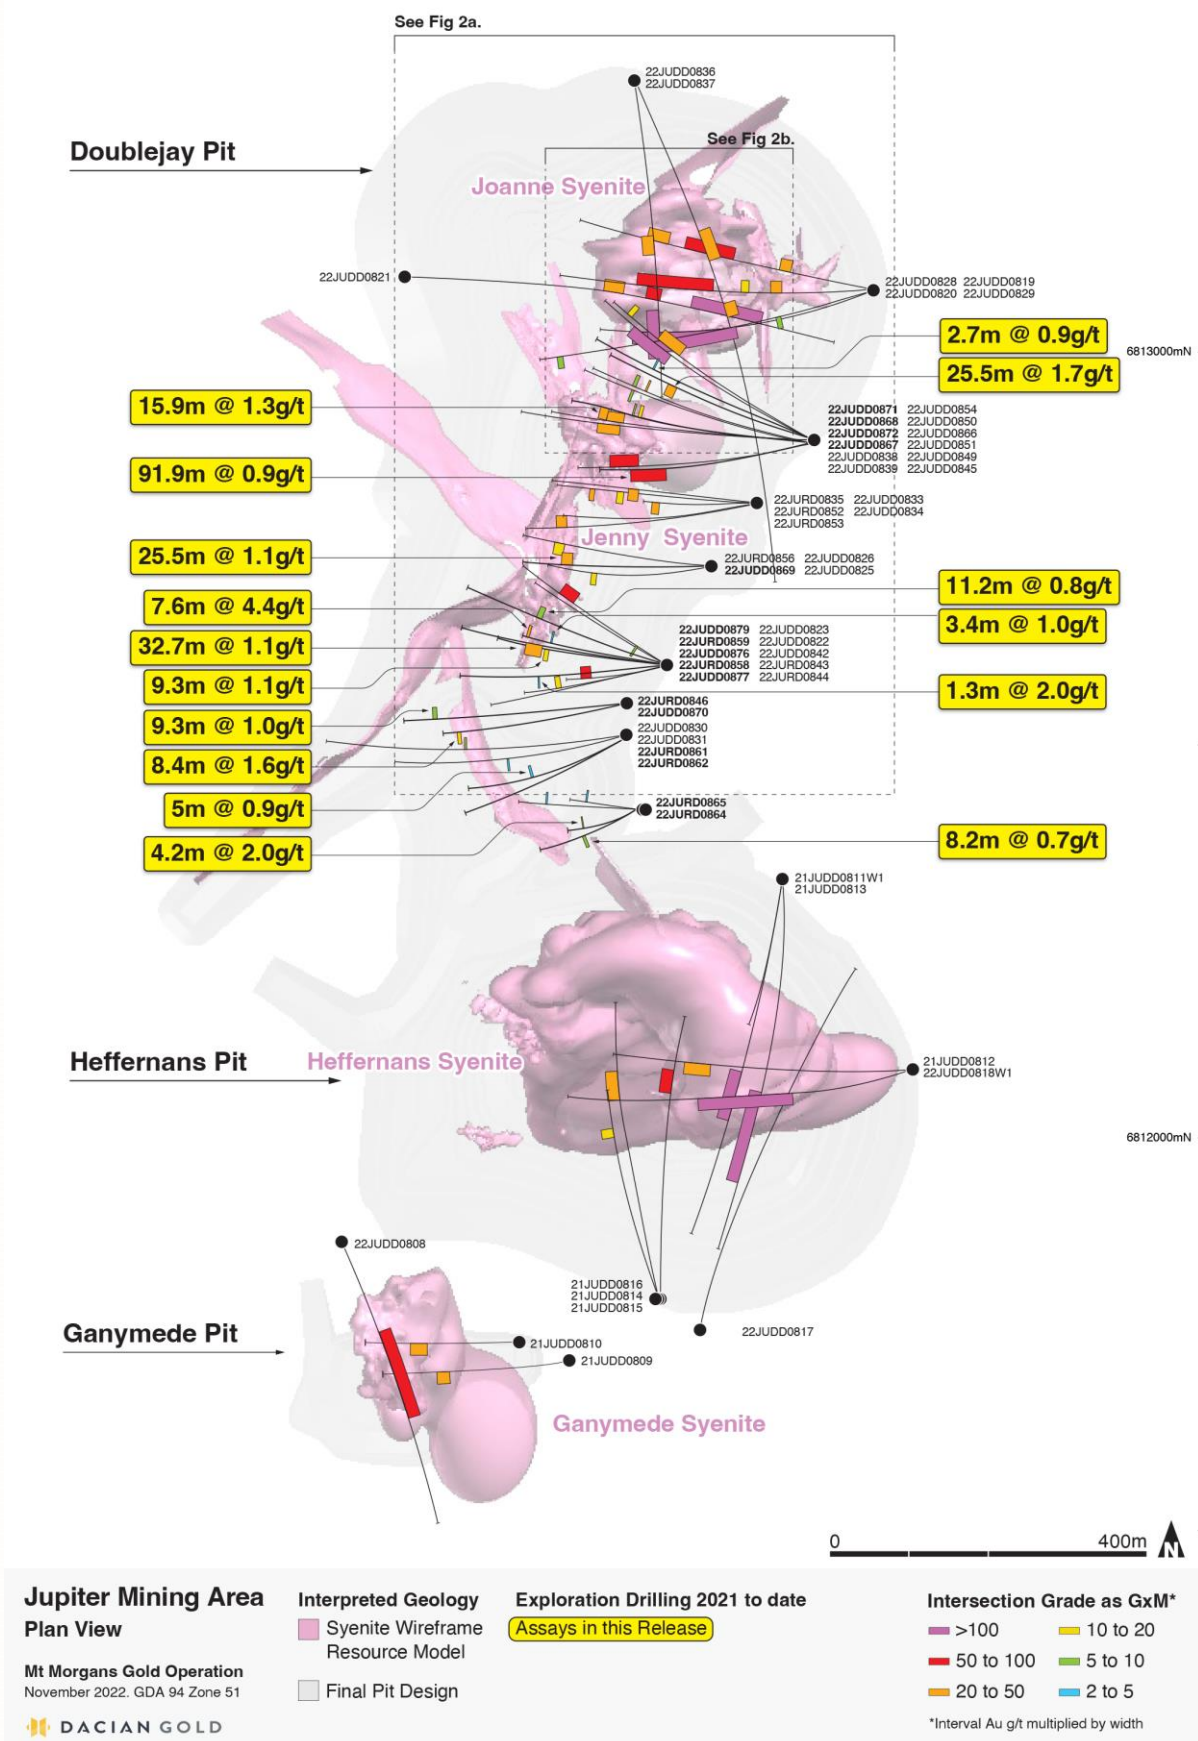 See Fig 2a.
22JUDD0836
22JUDD0837
See Fig 2b.
Doublejay Pit
Joanne Syenite
22JUDD0821
22JUDD0828 22JUDD0819
22JUDD0820 22JUDD0829
2.7m @ 0.9g/t
6813000mN
25.5m @ 1.7g/t
15.9m @ 1.3g/t
22JUDD0871 22JUDD0854
22JUDD0868 22JUDD0850
22JUDD0872 22JUDD0866
22JUDD0867 22JUDD0851
22JUDD0838 22JUDD0849
22JUDD0839 22JUDD0845
91.9m @ 0.9g/t
22JURD0835 22JUDD0833
22JURD0852 22JUDD0834
22JURD0853
Jenny Syenite
25.5m @ 1.1g/t
22JURD0856 22JUDD0826
22JUDD0869 22JUDD0825
11.2m @ 0.8g/t
7.6m @ 4.4g/t
3.4m @ 1.0g/t
22JUDD0879 22JUDD0823
22JURD0859 22JUDD0822
22JUDD0876 22JUDD0842
22JURD0858 22JURD0843
22JUDD0877 22JURD0844
32.7m @ 1.1g/t
9.3m @ 1.1g/t
1.3m @ 2.0g/t
22JURD0846
22JUDD0870
9.3m @ 1.0g/t
22JUDD0830
22JUDD0831
22JURD0861
22JURD0862
8.4m @ 1.6g/t
5m @ 0.9g/t
22JURD0865
22JURD0864
4.2m @ 2.0g/t
8.2m @ 0.7g/t
21JUDD0811W1
21JUDD0813
Heffernans Pit
Heffernans Syenite
21JUDD0812
22JUDD0818W1
6812000mN
22JUDD0808
21JUDD0816
21JUDD0814
21JUDD0815
22JUDD0817
Ganymede Pit
21JUDD0810
21JUDD0809
Ganymede Syenite
0 400m
N
Jupiter Mining Area
Plan View
Mt Morgans Gold Operation
November 2022. GDA 94 Zone 51
DACIAN GOLD
Interpreted Geology
Syenite Wireframe
Resource Model
Final Pit Design
Exploration Drilling 2021 to date
Assays in this Release
Intersection Grade as GxM*
>100
50 to 100
20 to 50
10 to 20
5 to 10
2 to 5
*Interval Au g/t multiplied by width